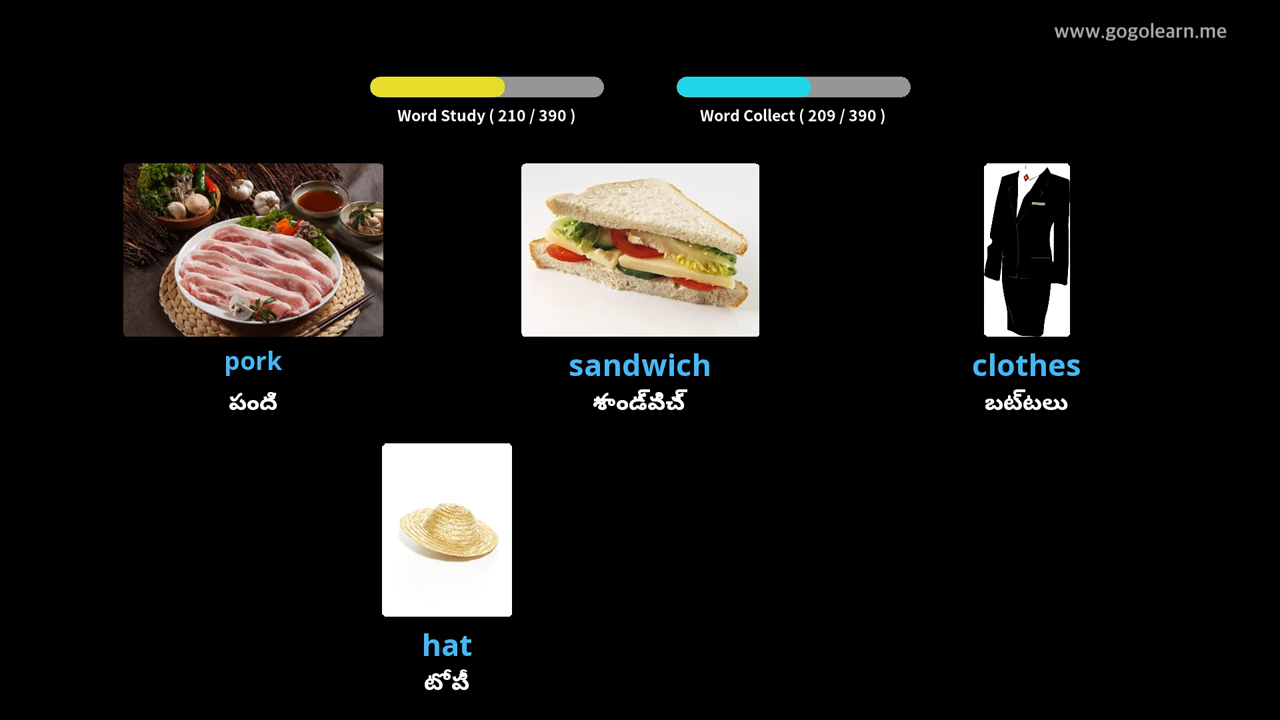 www.gogolearn.me
Word Study ( 210 / 390 )
Word Collect ( 209 / 390 )
pork
పంది
sandwich
శాండ్‌విచ్
clothes
బట్‌టలు
hat
టోపీ